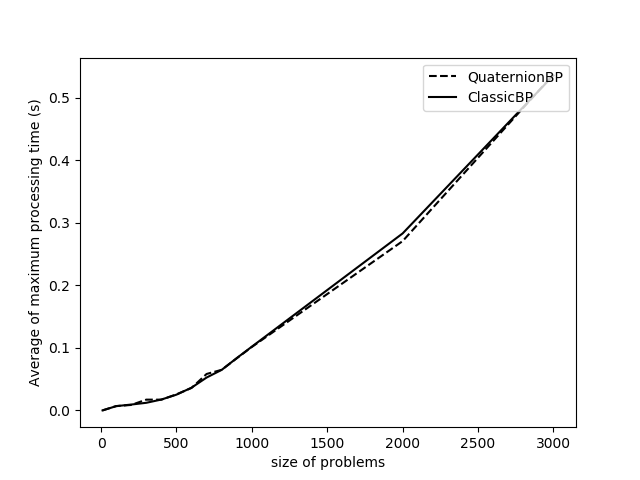 QuaternionBP
ClassicBP
Average of maximum processing time (s)
0.5
0.4
0.3
0.2
0.1
0.0
0 500 1000 1500 2000 2500 3000
size of problems